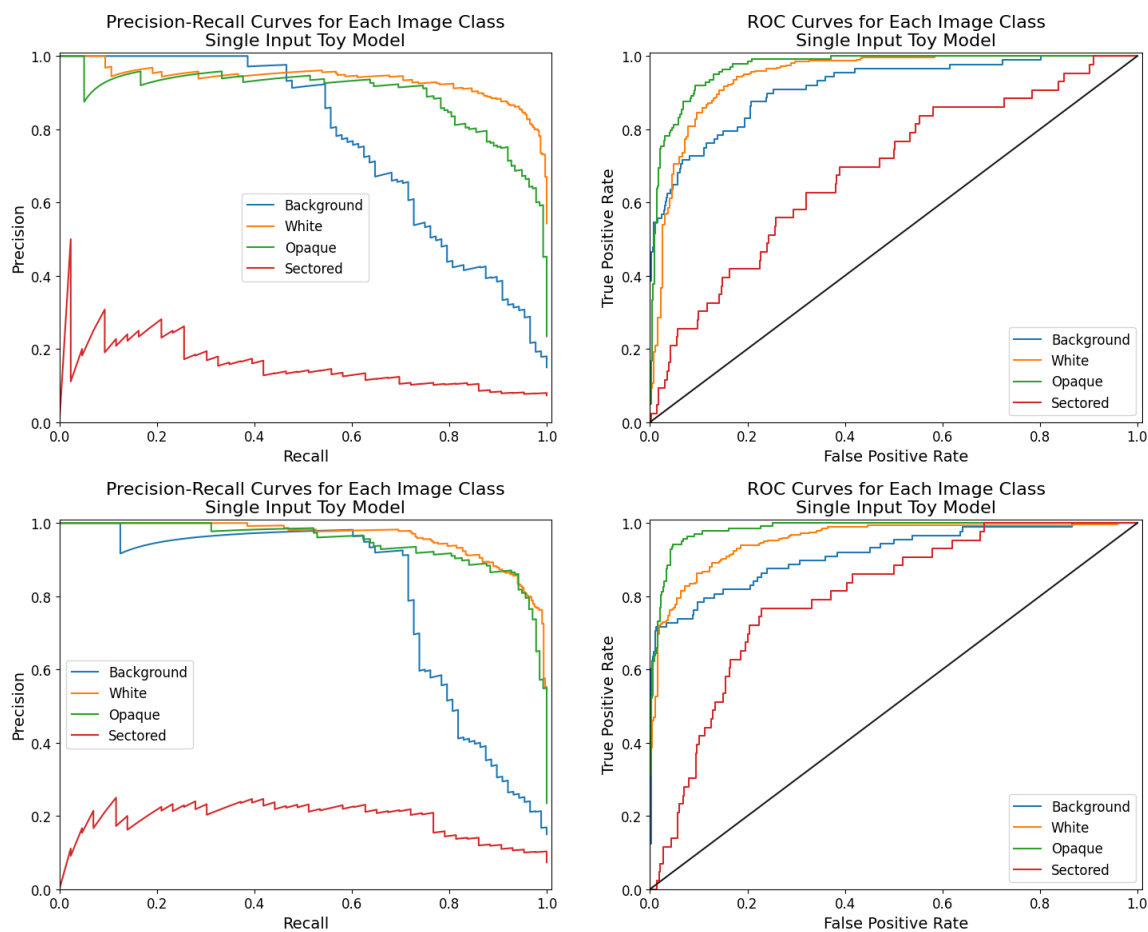 Precision-Recall Curves for Each Image Class
Single Input Toy Model
1.0
0.8
0.6
0.4
0.2
0.0
Precision
Background
White
Opaque
Sectored
0.0 0.2 0.4 0.6 0.8 1.0
Recall
ROC Curves for Each Image Class
Single Input Toy Model
1.0
0.8
0.6
0.4
0.2
0.0
True Positive Rate
Background
White
Opaque
Sectored
0.0 0.2 0.4 0.6 0.8 1.0
False Positive Rate
Precision-Recall Curves for Each Image Class
Single Input Toy Model
1.0
0.8
0.6
0.4
0.2
0.0
Precision
Background
White
Opaque
Sectored
0.0 0.2 0.4 0.6 0.8 1.0
Recall
ROC Curves for Each Image Class
Single Input Toy Model
1.0
0.8
0.6
0.4
0.2
0.0
True Positive Rate
Background
White
Opaque
Sectored
0.0 0.2 0.4 0.6 0.8 1.0
False Positive Rate